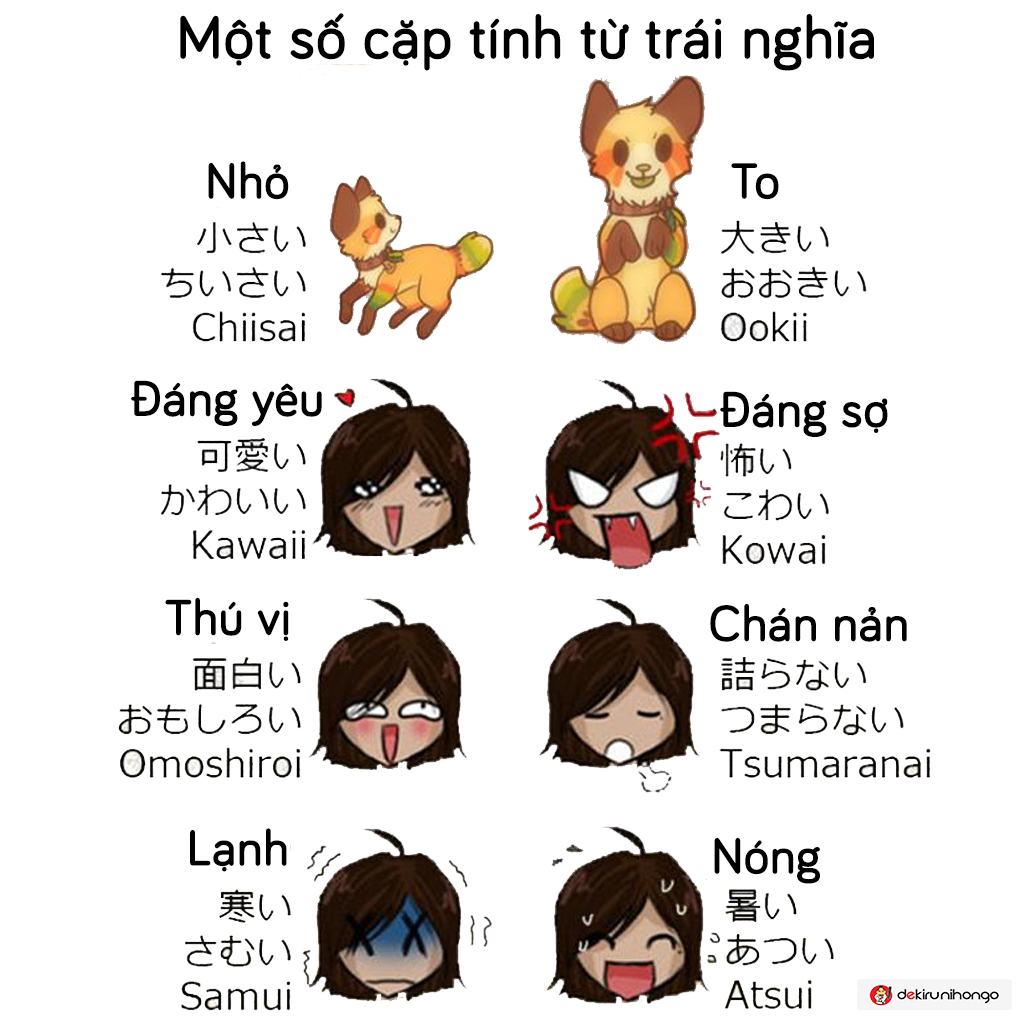 Một số cặp tính từ trái nghĩa
Nhỏ
小さい
ちいさい
Chiisai
To
大きい
おおきい
Ookii
Đáng yêu
可愛い
かわいい
Kawaii
Đáng sợ
怖い
こわい
Kowai
Thú vị
面白い
おもしろい
Omoshiroi
Chán nản
詰らない
つまらない
Tsumaranai
Lạnh
寒い
さむい
Samui
Nóng
暑い
あつい
Atsui
dekirunihongo